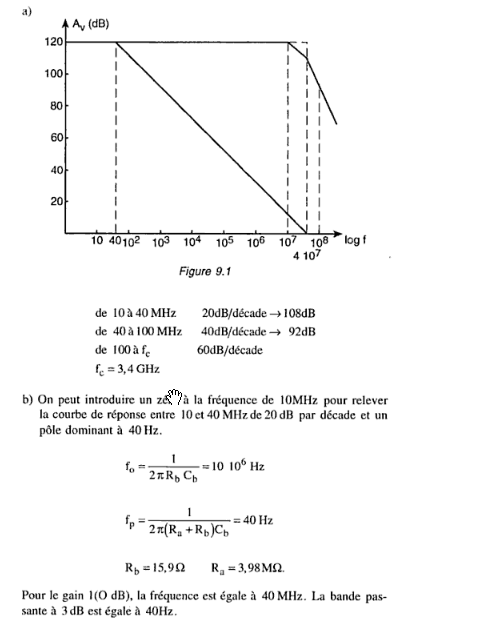 a)
A_v (dB)
120
100
80
60
40
20
10 40 10² 10³ 10⁴ 10⁵ 10⁶ 10⁷ 10⁸ log f
4 10⁷
Figure 9.1
de 10 à 40 MHz 20dB/décade → 108dB
de 40 à 100 MHz 40dB/décade → 92dB
de 100 à f_c 60dB/décade
f_c = 3,4 GHz
b) On peut introduire un à la fréquence de 10MHz pour relever
la courbe de réponse entre 10 et 40 MHz de 20 dB par décade et un
pôle dominant à 40 Hz.
f_o = 1 / (2 π R_b C_b) = 10 10⁶ Hz
f_p = 1 / (2 π(R_a + R_b)C_b) = 40 Hz
R_b = 15,9 Ω R_a = 3,98 MΩ.
Pour le gain 1(O dB), la fréquence est égale à 40 MHz. La bande pas-
sante à 3 dB est égale à 40Hz.